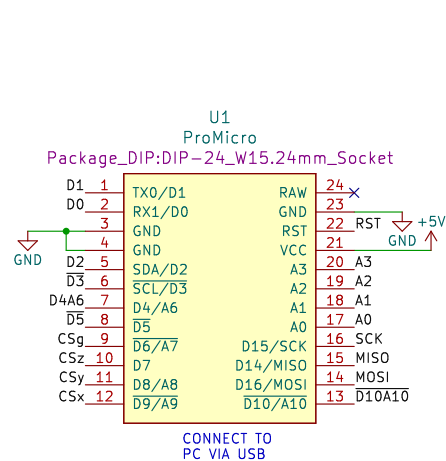 U1
ProMicro
Package_DIP:DIP-24_W15.24mm_Socket
D1 1 TX0/D1 RAW 24
D0 2 RX1/D0 GND 23
3 GND RST 22 RST
4 GND VCC 21
GND
GND
+5V
D2 5 SDA/D2 A3 20 A3
D3 6 SCL/D3 A2 19 A2
D4A6 7 D4/A6 A1 18 A1
D5 8 D5 A0 17 A0
CSg 9 D6/A7 D15/SCK 16 SCK
CSz 10 D7 D14/MISO 15 MISO
CSy 11 D8/A8 D16/MOSI 14 MOSI
CSx 12 D9/A9 D10/A10 13 D10A10
CONNECT TO
PC VIA USB